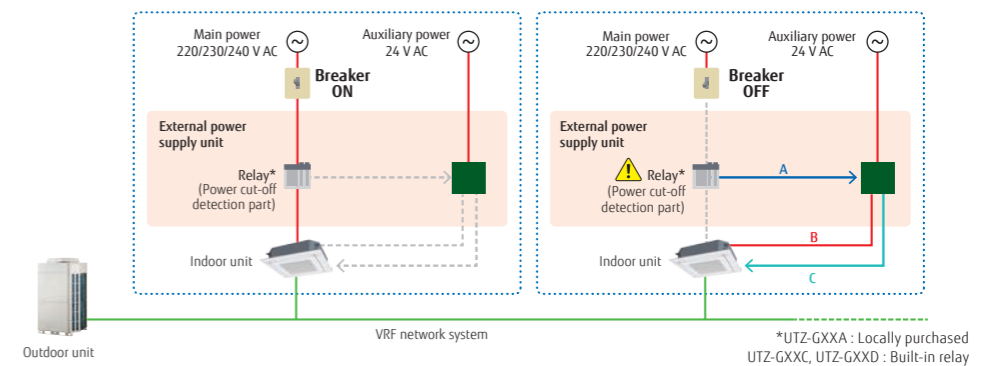 Main power
220/230/240 V AC
Auxiliary power
24 V AC
Breaker
ON
External power
supply unit
Relay*
(Power cut-off
detection part)
Indoor unit
Main power
220/230/240 V AC
Auxiliary power
24 V AC
Breaker
OFF
External power
supply unit
Relay*
(Power cut-off
detection part)
A
B
C
Indoor unit
Outdoor unit
VRF network system
*UTZ-GXXA : Locally purchased
UTZ-GXXC, UTZ-GXXD : Built-in relay